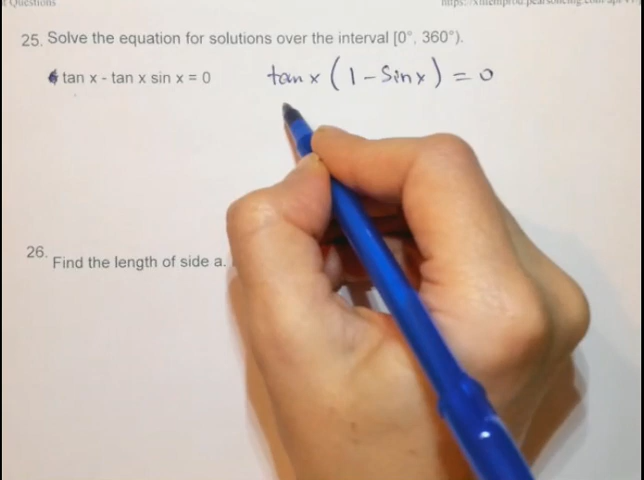 t Questions
25. Solve the equation for solutions over the interval [0°, 360°).
tan x - tan x sin x = 0
tan x (1 - Sin x) = 0
26.
Find the length of side a.